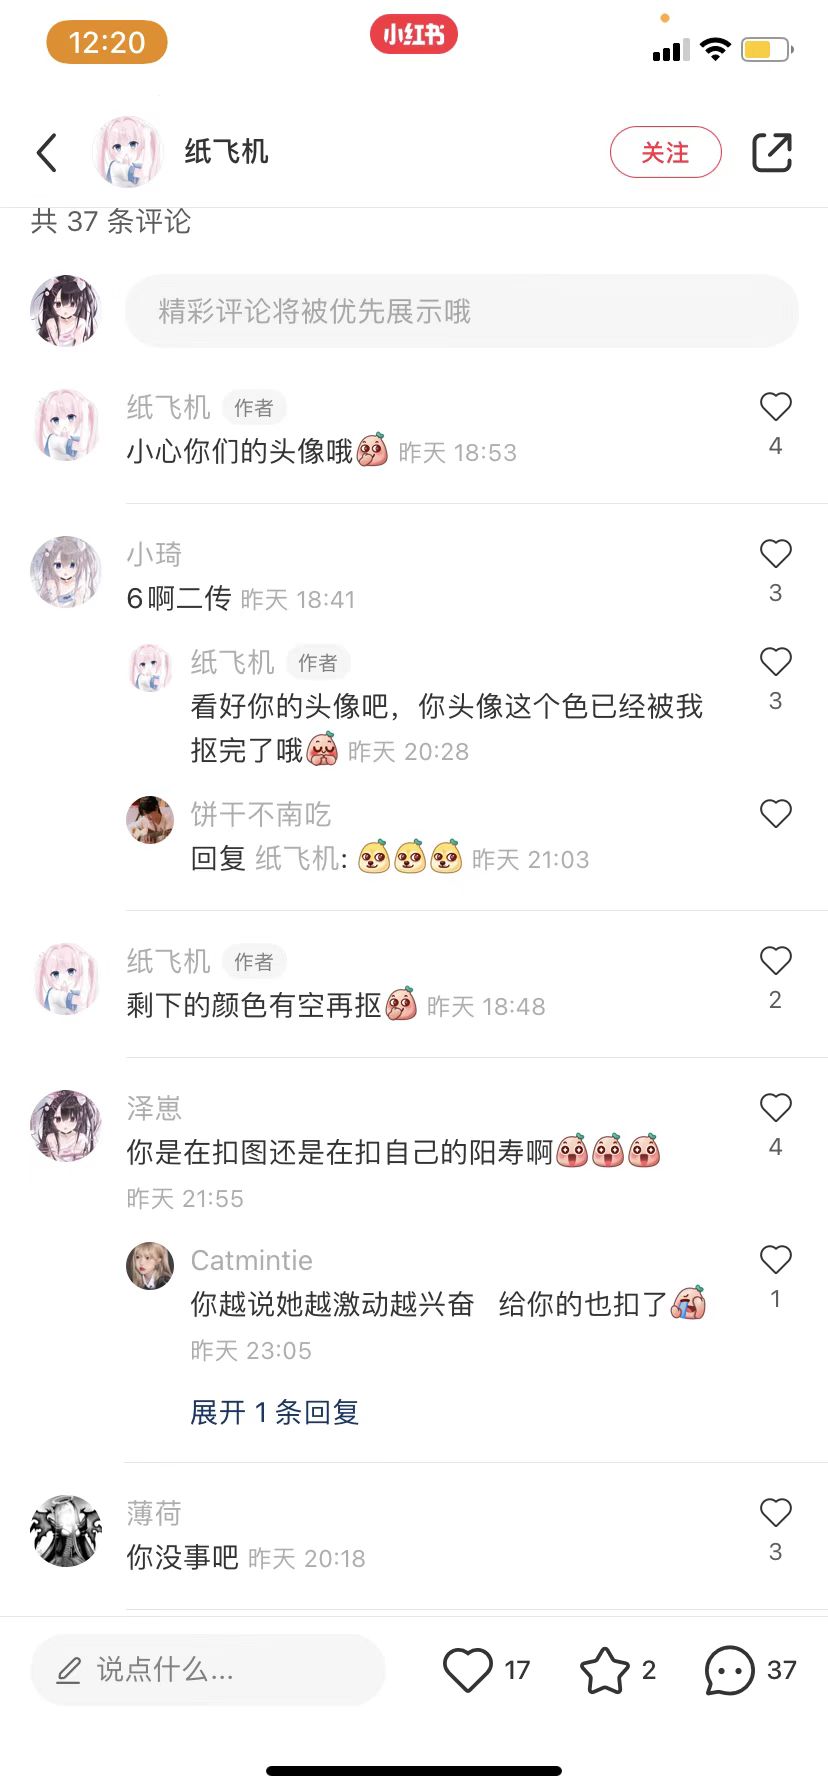 12:20
小红书
纸飞机
关注
共 37 条评论
精彩评论将被优先展示哦
纸飞机 作者
小心你们的头像哦 昨天 18:53
4
小琦
6啊二传 昨天 18:41
3
纸飞机 作者
看好你的头像吧，你头像这个色已经被我
抠完了哦 昨天 20:28
3
饼干不南吃
回复 纸飞机: 昨天 21:03
纸飞机 作者
剩下的颜色有空再抠 昨天 18:48
2
泽崽
你是在扣图还是在扣自己的阳寿啊
昨天 21:55
4
Catmintie
你越说她越激动越兴奋 给你的也扣了
昨天 23:05
1
展开 1 条回复
薄荷
你没事吧 昨天 20:18
3
说点什么...
17
2
37